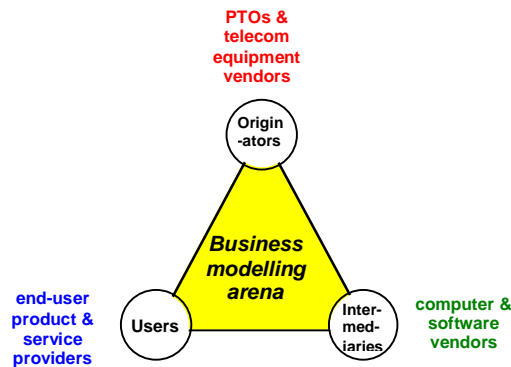 PTOs &
telecom
equipment
vendors
Origin
-ators
Business
modelling
arena
end-user
product &
service
providers
Users
Inter-
med-
iaries
computer &
software
vendors